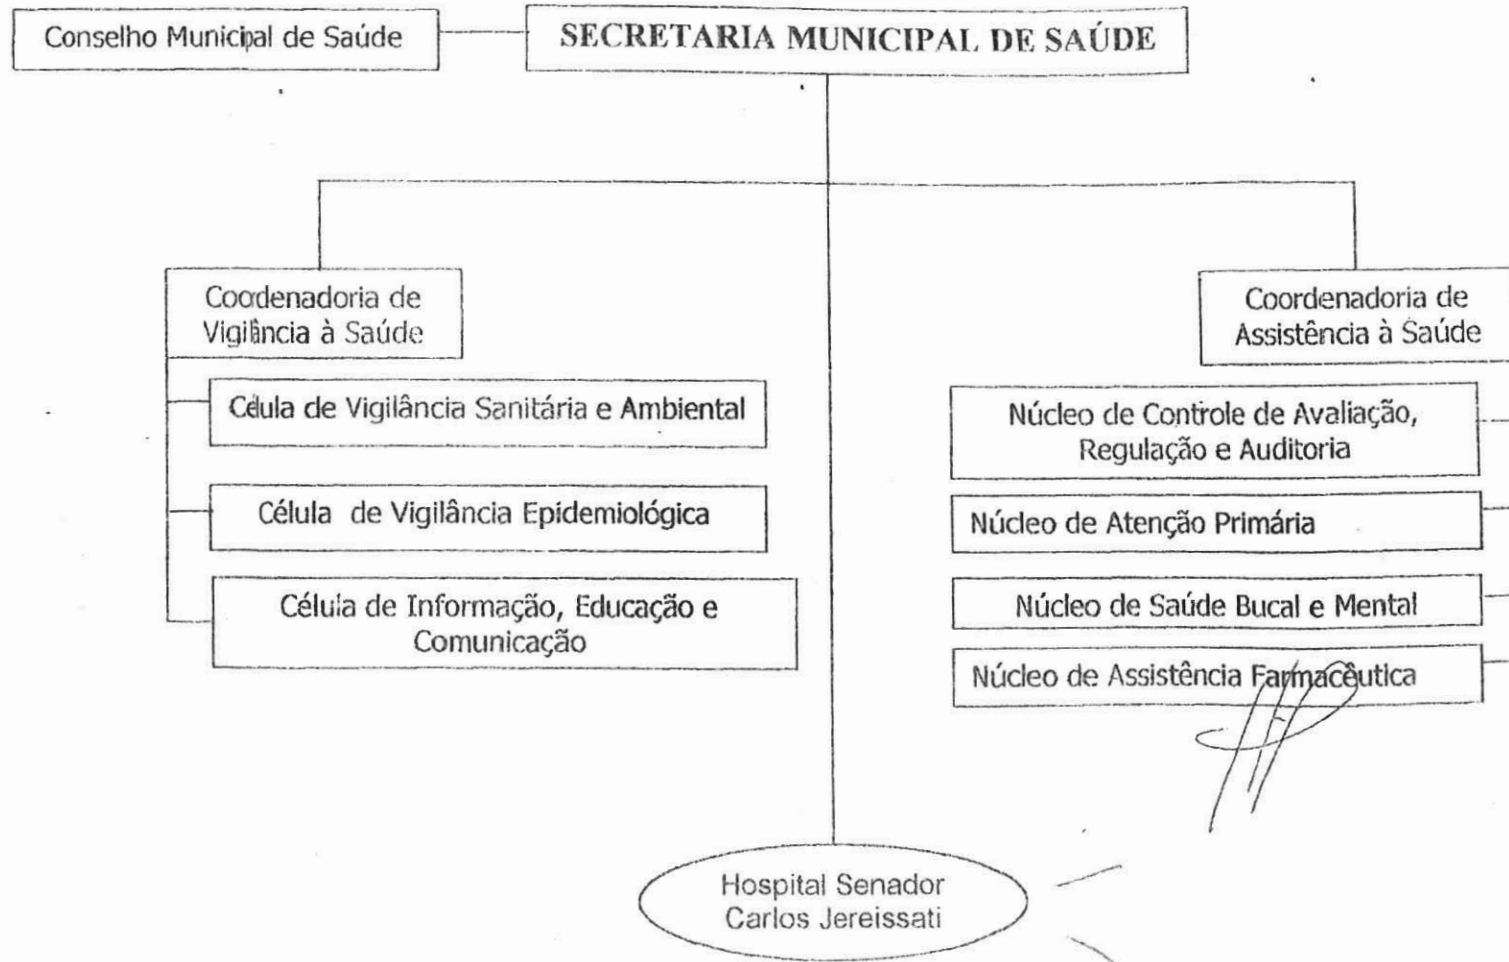 Conselho Municipal de Saúde
SECRETARIA MUNICIPAL DE SAÚDE
Coordenadoria de
Vigilância à Saúde
Célula de Vigilância Sanitária e Ambiental
Célula de Vigilância Epidemiológica
Célula de Informação, Educação e
Comunicação
Coordenadoria de
Assistência à Saúde
Núcleo de Controle de Avaliação,
Regulação e Auditoria
Núcleo de Atenção Primária
Núcleo de Saúde Bucal e Mental
Núcleo de Assistência Farmacêutica
Hospital Senador
Carlos Jereissati